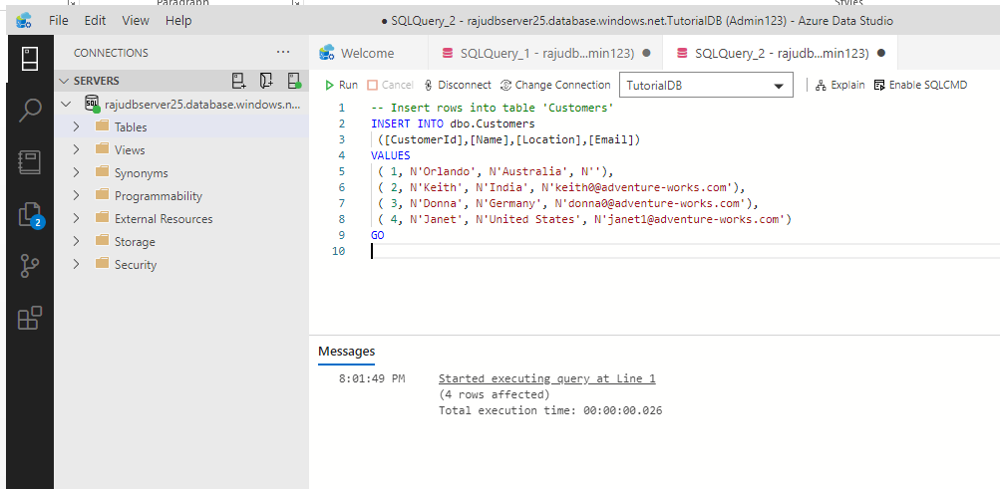 Paragraph
Styles
File Edit View Help
● SQLQuery_2 - rajudbserver25.database.windows.net.TutorialDB (Admin123) - Azure Data Studio
CONNECTIONS ...
Welcome
SQLQuery_1 - rajudb...min123) ●
SQLQuery_2 - rajudb...min123) ●
SERVERS
Run Cancel Disconnect Change Connection TutorialDB Explain Enable SQLCMD
rajudbserver25.database.windows.n...
Tables
Views
Synonyms
Programmability
External Resources
Storage
Security
2
1 -- Insert rows into table 'Customers'
2 INSERT INTO dbo.Customers
3 ([CustomerId],[Name],[Location],[Email])
4 VALUES
5 ( 1, N'Orlando', N'Australia', N''),
6 ( 2, N'Keith', N'India', N'keith0@adventure-works.com'),
7 ( 3, N'Donna', N'Germany', N'donna0@adventure-works.com'),
8 ( 4, N'Janet', N'United States', N'janet1@adventure-works.com')
9 GO
10
Messages
8:01:49 PM Started executing query at Line 1
(4 rows affected)
Total execution time: 00:00:00.026